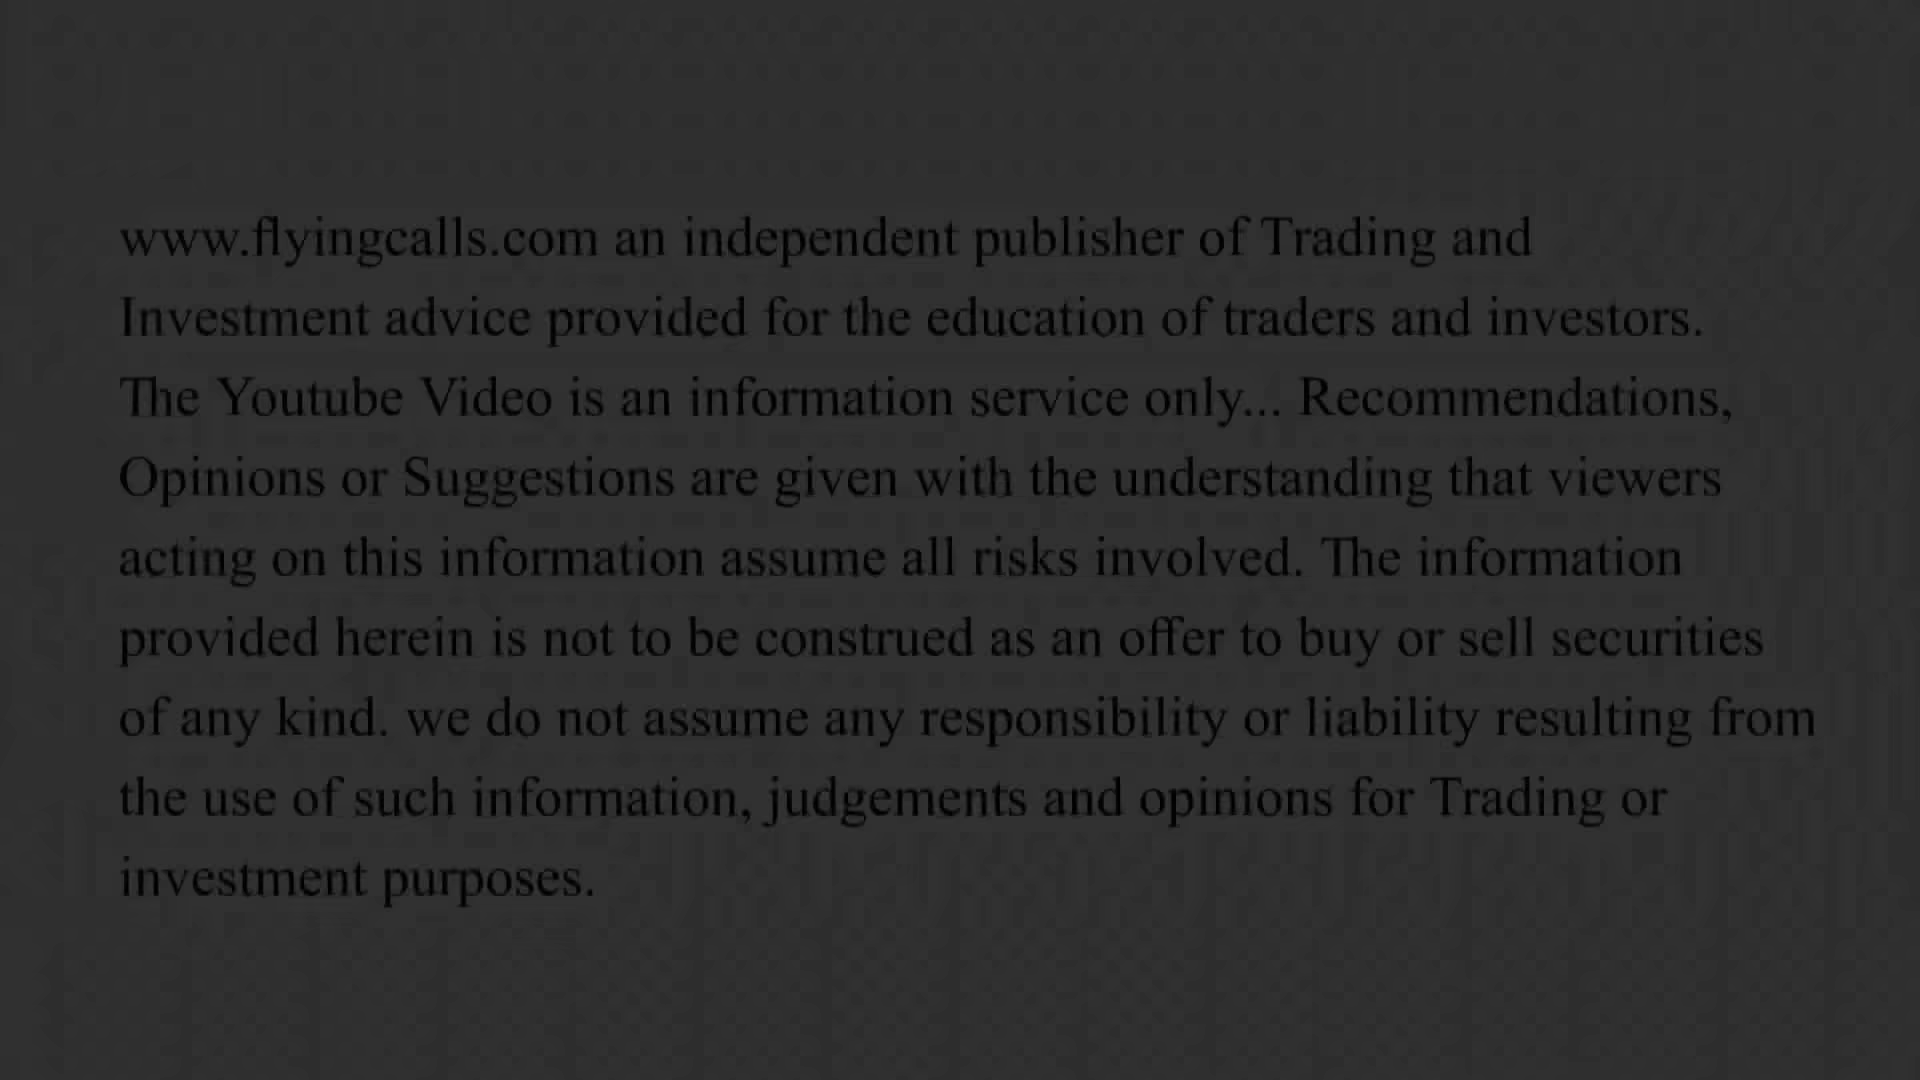 www.flyingcalls.com an independent publisher of Trading and
Investment advice provided for the education of traders and investors.
The Youtube Video is an information service only... Recommendations,
Opinions or Suggestions are given with the understanding that viewers
acting on this information assume all risks involved. The information
provided herein is not to be construed as an offer to buy or sell securities
of any kind. we do not assume any responsibility or liability resulting from
the use of such information, judgements and opinions for Trading or
investment purposes.